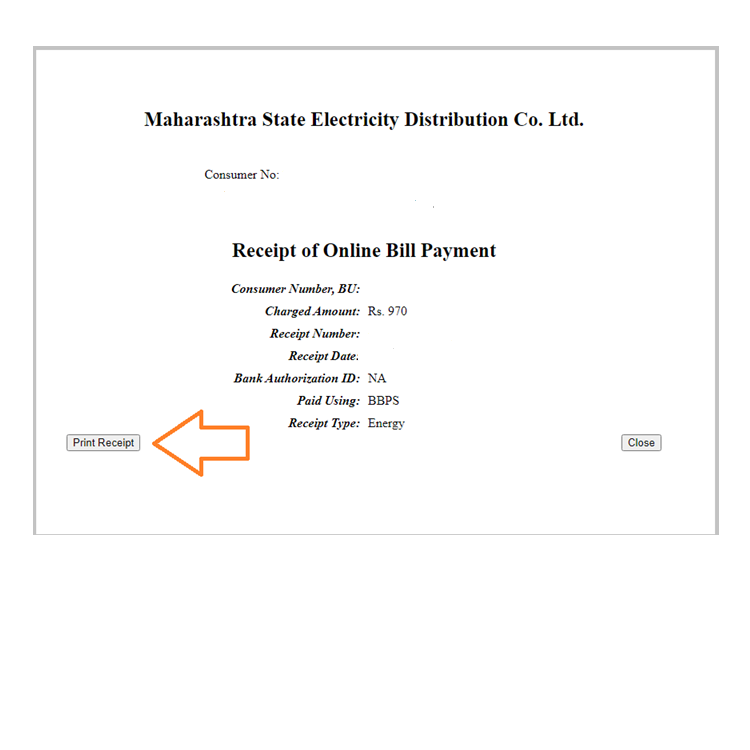 Maharashtra State Electricity Distribution Co. Ltd.
Consumer No:
Receipt of Online Bill Payment
Consumer Number, BU:
Charged Amount: Rs. 970
Receipt Number:
Receipt Date.
Bank Authorization ID: NA
Paid Using: BBPS
Receipt Type: Energy
Print Receipt Close